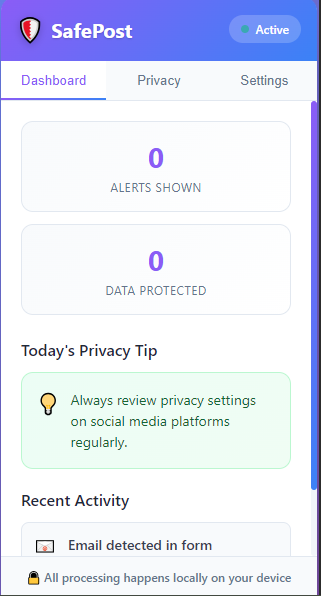 SafePost
Active
Dashboard
Privacy
Settings
0
ALERTS SHOWN
0
DATA PROTECTED
Today's Privacy Tip
Always review privacy settings
on social media platforms
regularly.
Recent Activity
Email detected in form
All processing happens locally on your device